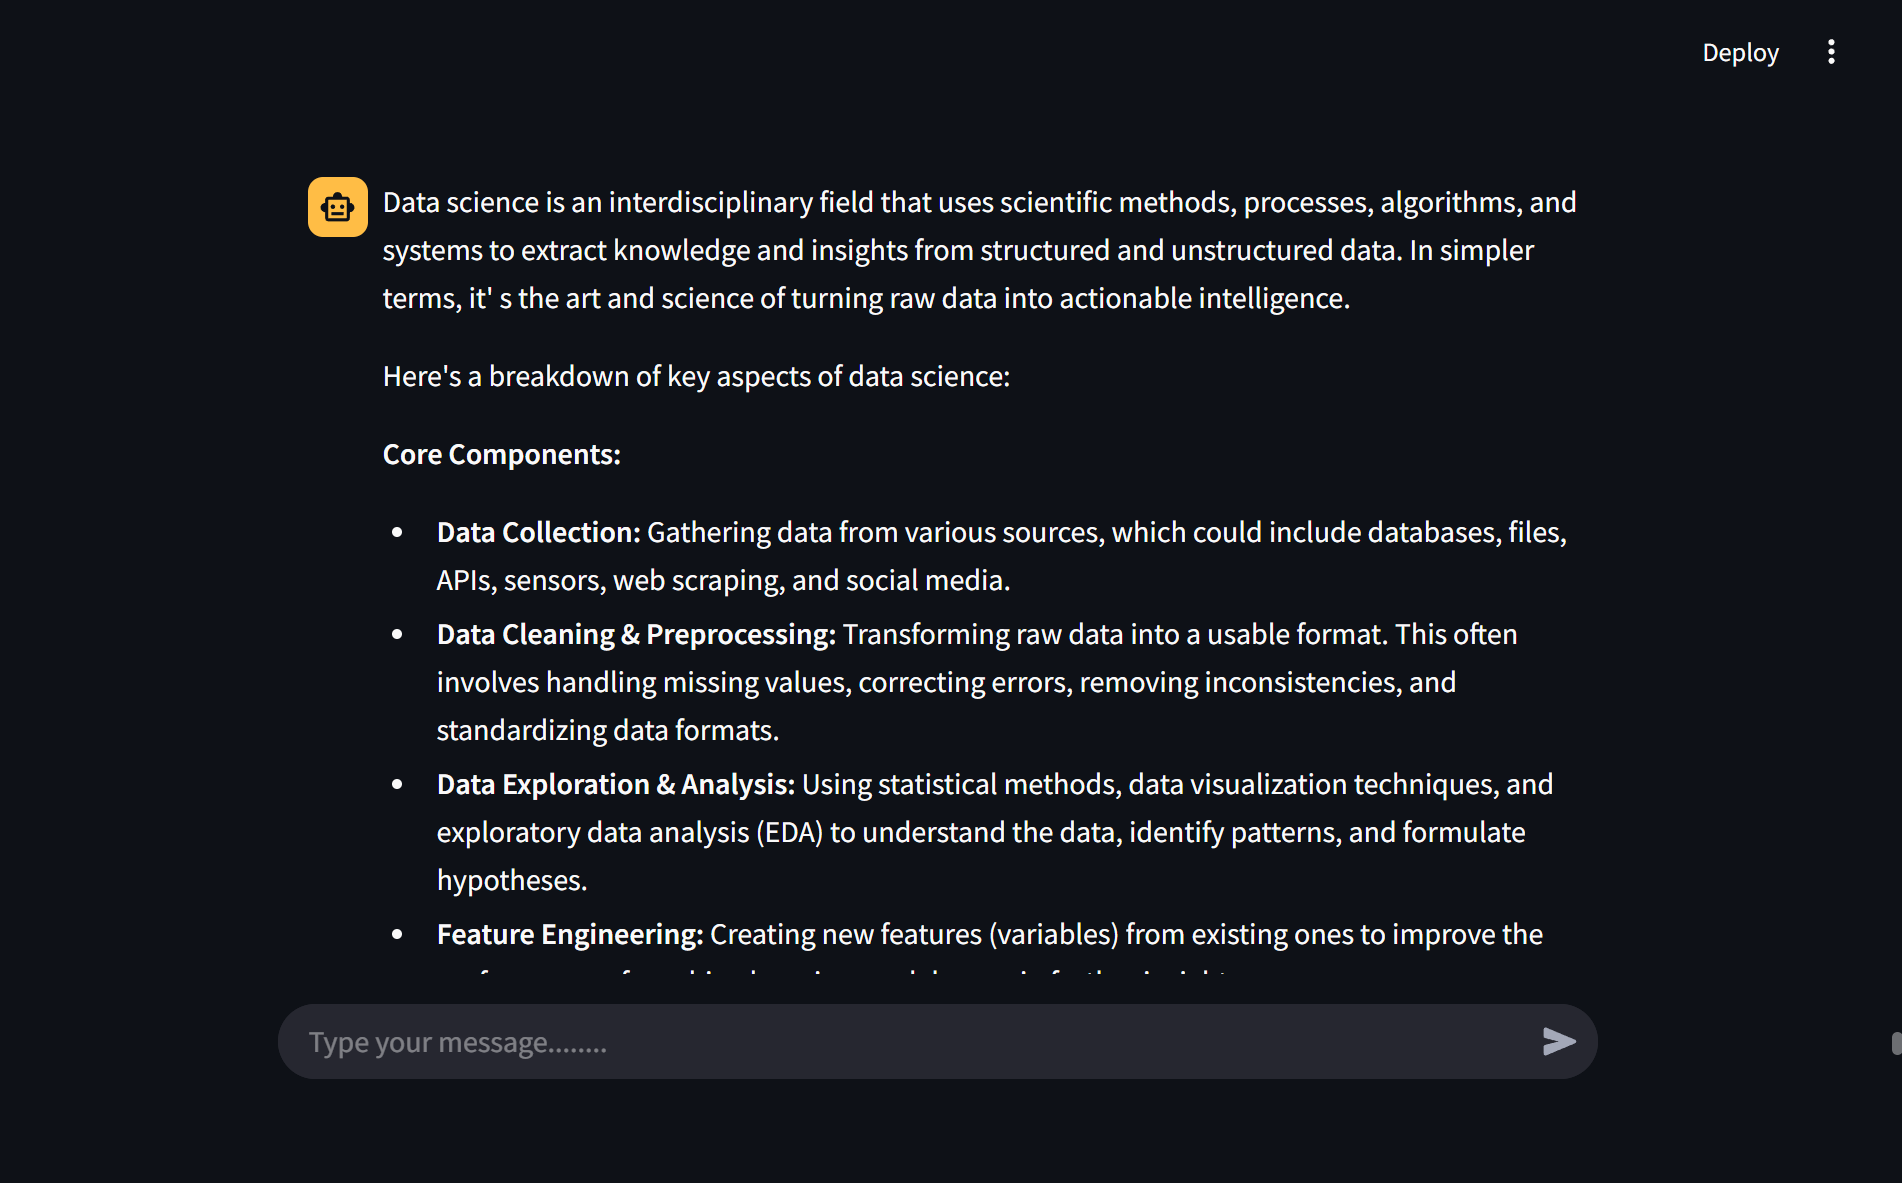 Deploy
Data science is an interdisciplinary field that uses scientific methods, processes, algorithms, and
systems to extract knowledge and insights from structured and unstructured data. In simpler
terms, it' s the art and science of turning raw data into actionable intelligence.
Here's a breakdown of key aspects of data science:
Core Components:
• Data Collection: Gathering data from various sources, which could include databases, files,
APIs, sensors, web scraping, and social media.
• Data Cleaning & Preprocessing: Transforming raw data into a usable format. This often
involves handling missing values, correcting errors, removing inconsistencies, and
standardizing data formats.
• Data Exploration & Analysis: Using statistical methods, data visualization techniques, and
exploratory data analysis (EDA) to understand the data, identify patterns, and formulate
hypotheses.
• Feature Engineering: Creating new features (variables) from existing ones to improve the
Type your message........